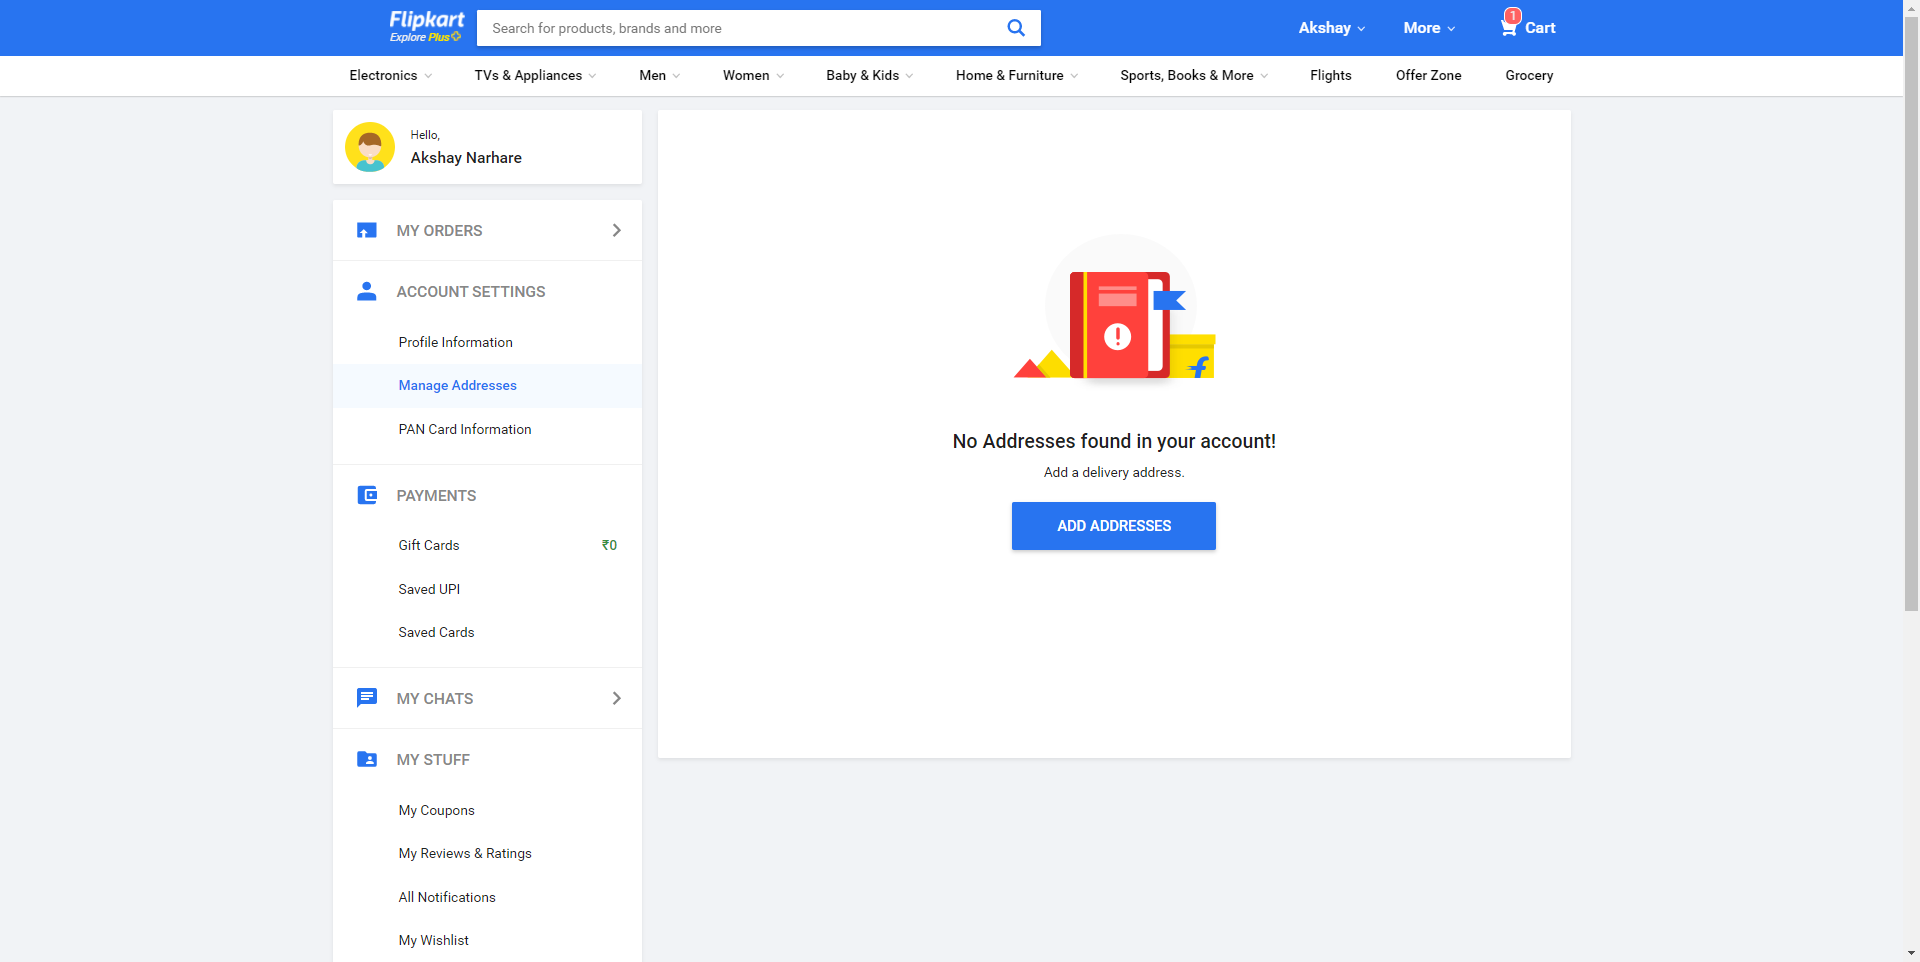 Flipkart
Explore Plus
Search for products, brands and more
Akshay
More
1
Cart
Electronics
TVs & Appliances
Men
Women
Baby & Kids
Home & Furniture
Sports, Books & More
Flights
Offer Zone
Grocery
Hello,
Akshay Narhare
MY ORDERS
ACCOUNT SETTINGS
Profile Information
Manage Addresses
PAN Card Information
PAYMENTS
Gift Cards ₹0
Saved UPI
Saved Cards
MY CHATS
MY STUFF
My Coupons
My Reviews & Ratings
All Notifications
My Wishlist
No Addresses found in your account!
Add a delivery address.
ADD ADDRESSES